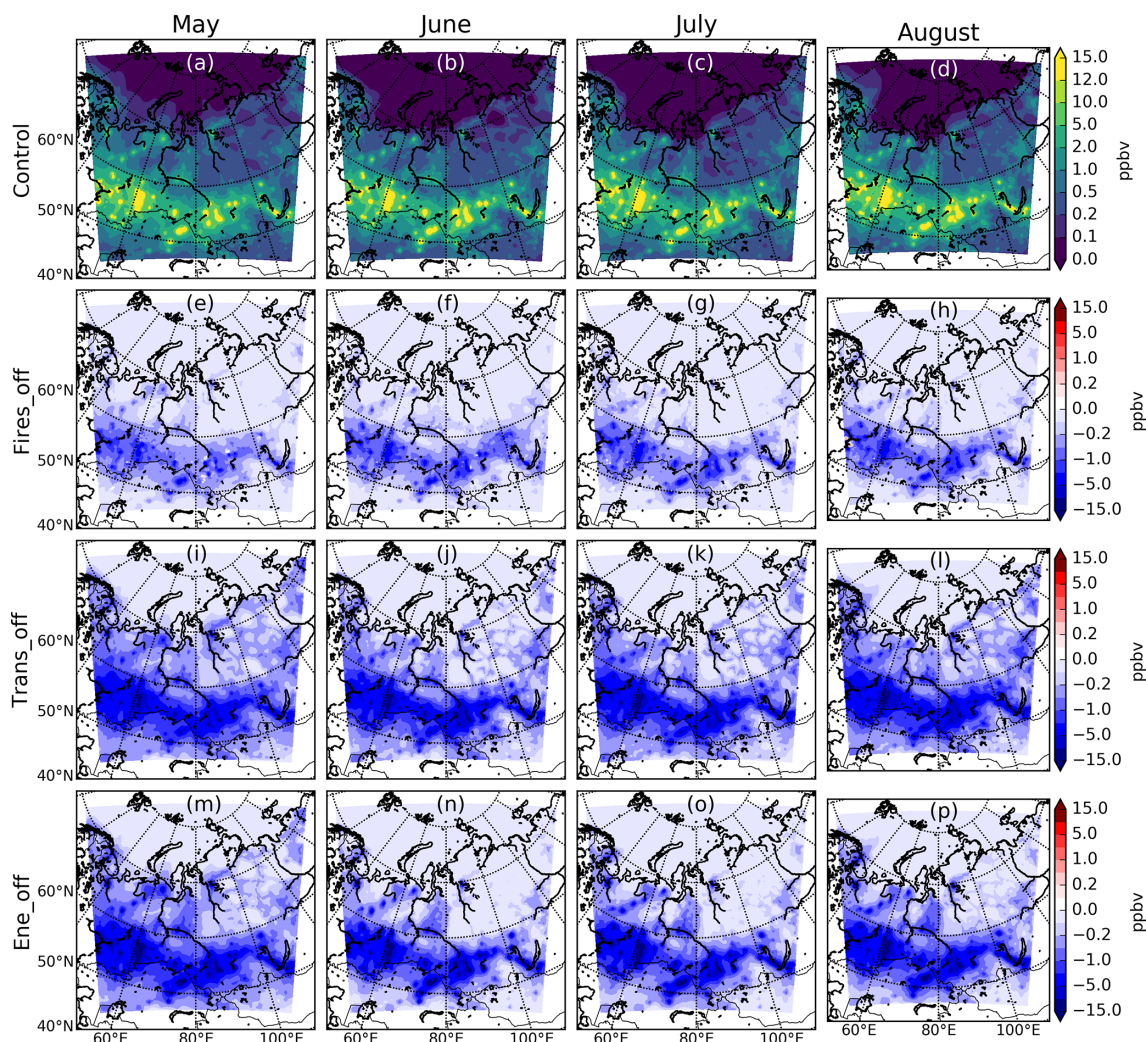 May June July August
Control (a) (b) (c) (d)
60°N
50°N
40°N
15.0
12.0
10.0
5.0
2.0
1.0
0.5
0.2
0.1
0.0
ppbv
Fires_off (e) (f) (g) (h)
60°N
50°N
40°N
15.0
5.0
1.0
0.2
0.0
−0.2
−1.0
−5.0
−15.0
ppbv
Trans_off (i) (j) (k) (l)
60°N
50°N
40°N
15.0
5.0
1.0
0.2
0.0
−0.2
−1.0
−5.0
−15.0
ppbv
Ene_off (m) (n) (o) (p)
60°N
50°N
40°N
15.0
5.0
1.0
0.2
0.0
−0.2
−1.0
−5.0
−15.0
ppbv
60°E 80°E 100°E 60°E 80°E 100°E 60°E 80°E 100°E 60°E 80°E 100°E